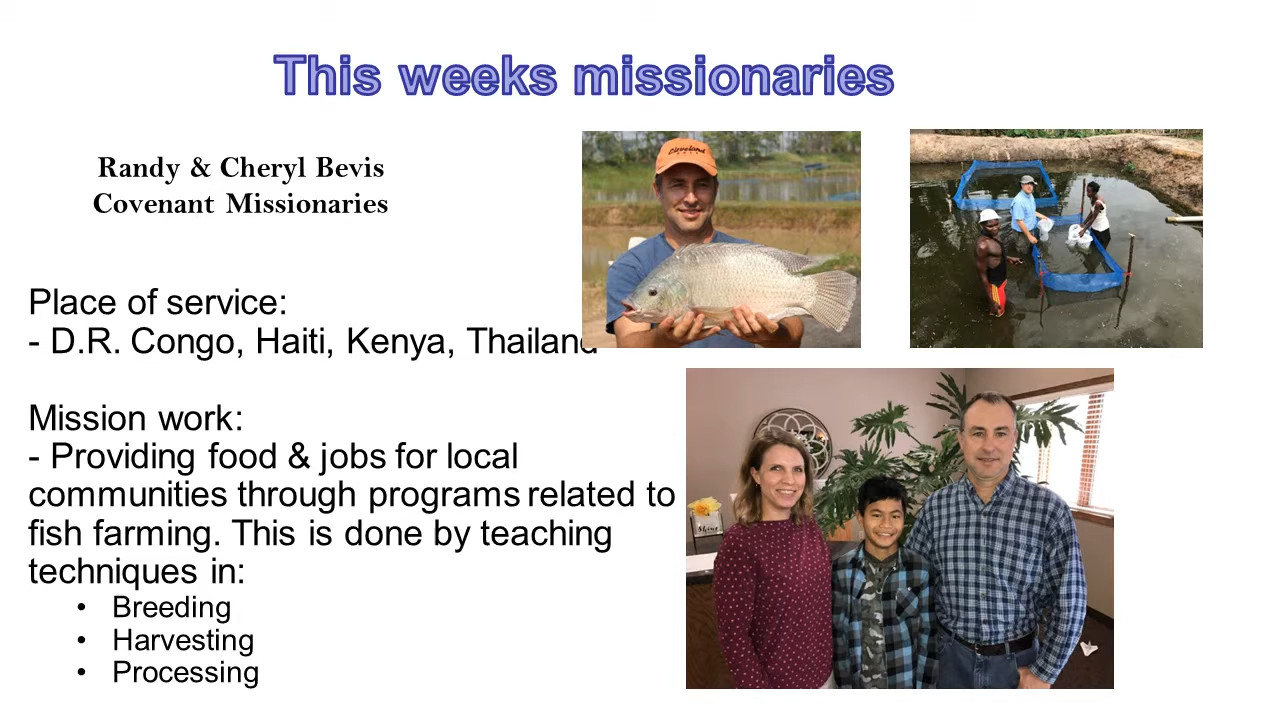 This weeks missionaries
Randy & Cheryl Bevis
Covenant Missionaries
Place of service:
- D.R. Congo, Haiti, Kenya, Thailand
Mission work:
- Providing food & jobs for local
communities through programs related to
fish farming. This is done by teaching
techniques in:
• Breeding
• Harvesting
• Processing
Cleveland
Shine